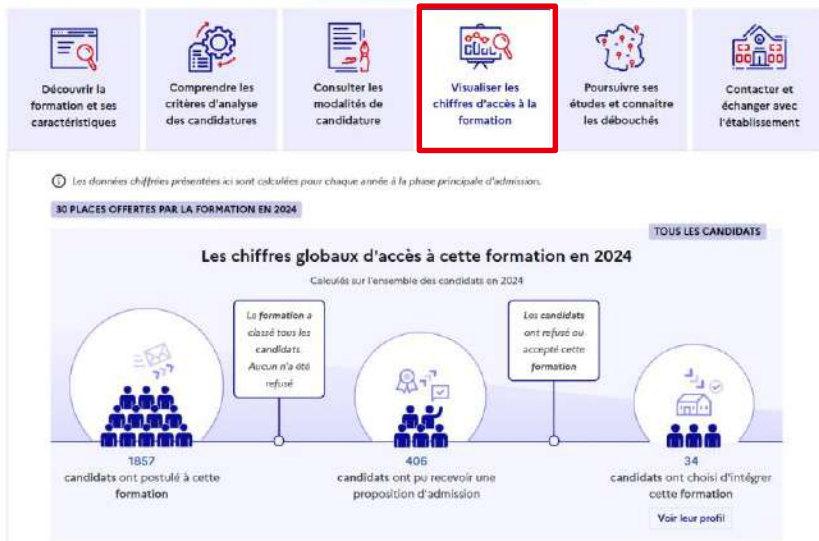 Découvrir la
formation et ses
caractéristiques
Comprendre les
critères d'analyse
des candidatures
Consulter les
modalités de
candidature
Visualiser les
chiffres d'accès à la
formation
Poursuivre ses
études et connaitre
les débouchés
Contacter et
échanger avec
l'établissement
Les données chiffrées présentées ici sont calculées pour chaque année à la phase principale d'admission.
30 PLACES OFFERTES PAR LA FORMATION EN 2024
TOUS LES CANDIDATS
Les chiffres globaux d'accès à cette formation en 2024
Calculés sur l'ensemble des candidats en 2024
La formation a
classé tous les
candidats.
Aucun n'a été
refusé
Les candidats
ont refusé ou
accepté cette
formation
1857
candidats ont postulé à cette
formation
406
candidats ont pu recevoir une
proposition d'admission
34
candidats ont choisi d'intégrer
cette formation
Voir leur profil